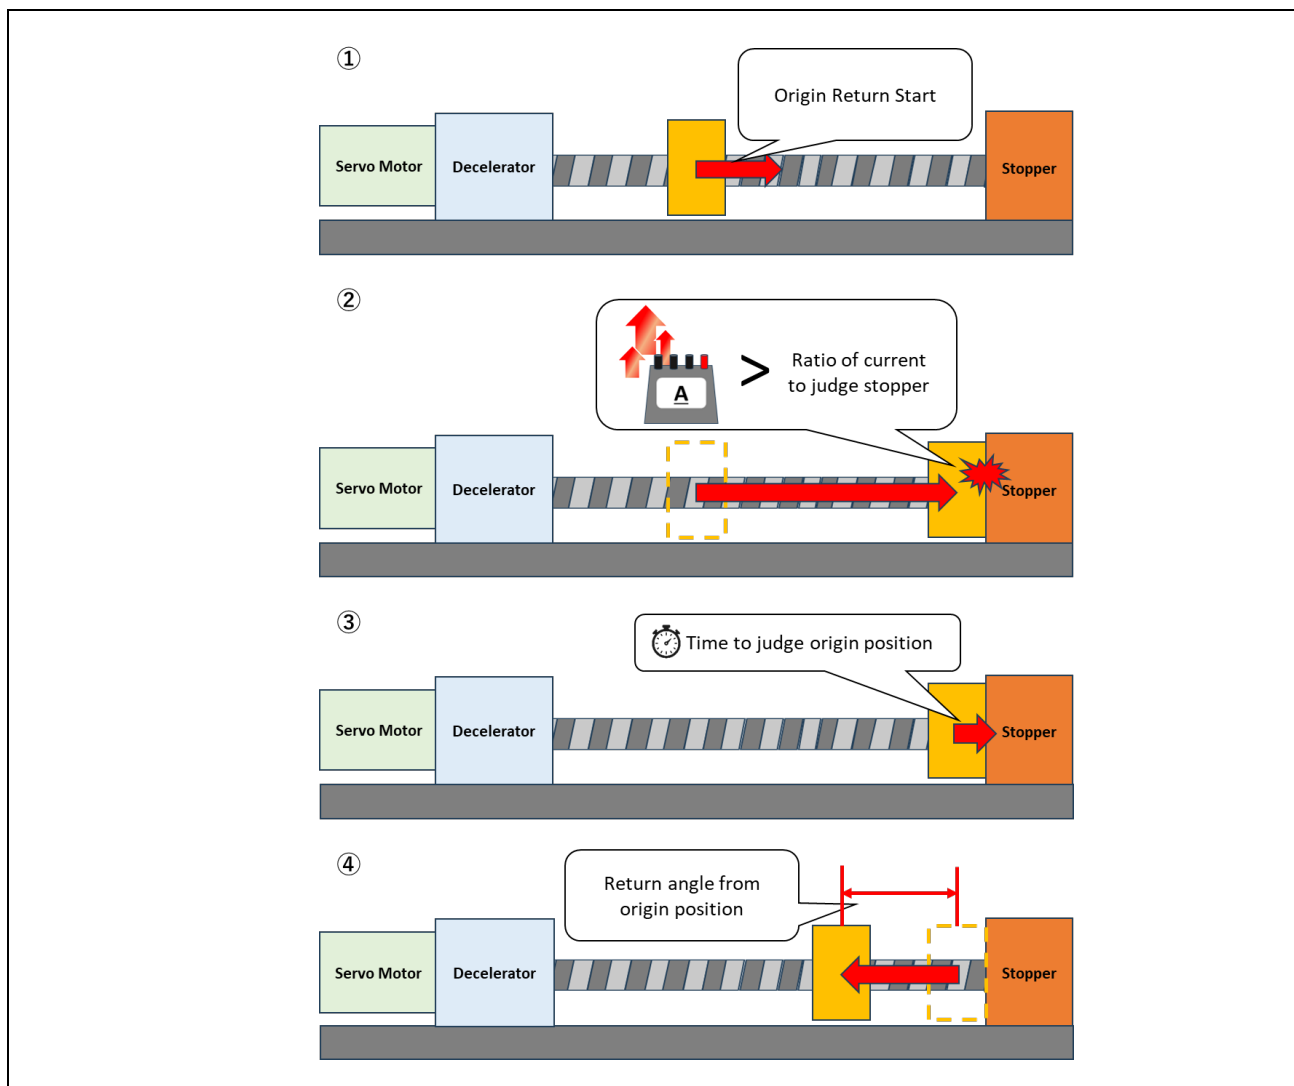 ①
Origin Return Start
Servo Motor
Decelerator
Stopper
②
A
>
Ratio of current
to judge stopper
Servo Motor
Decelerator
Stopper
③
Time to judge origin position
Servo Motor
Decelerator
Stopper
④
Return angle from
origin position
Servo Motor
Decelerator
Stopper